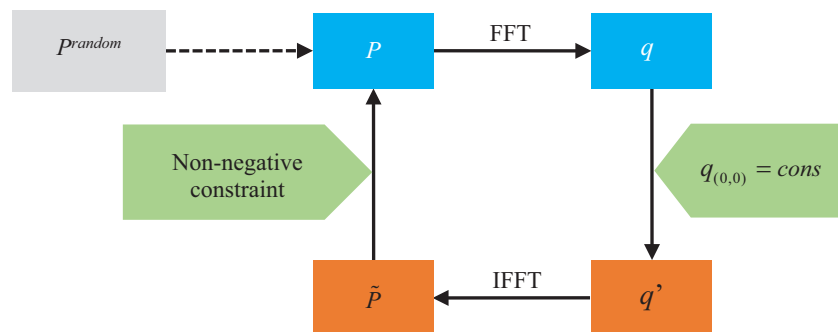 P^random
P
FFT
q
Non-negative
constraint
q_(0,0) = cons
P̃
IFFT
q’